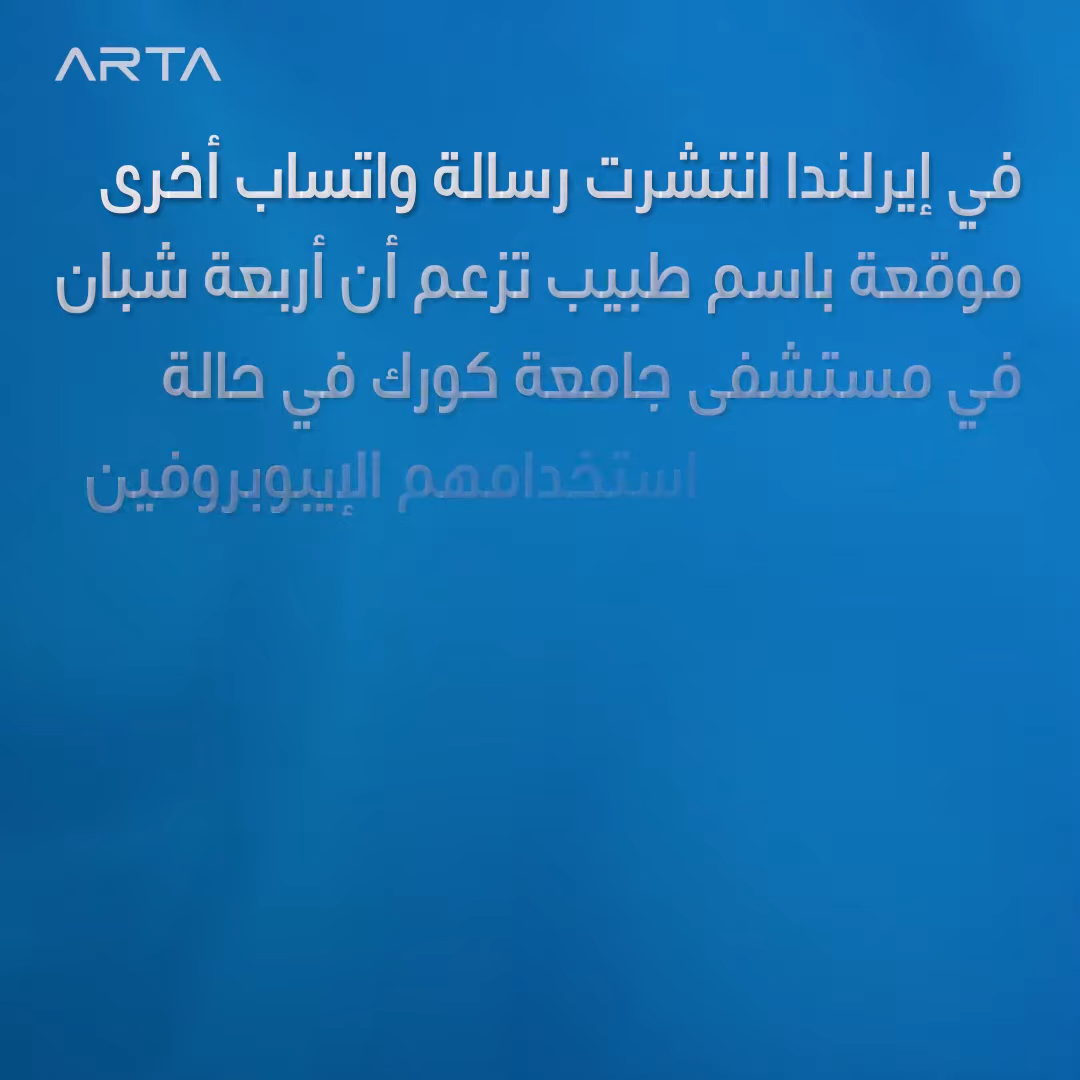 ARTA
في إيرلندا انتشرت رسالة واتساب أخرى
موقعة باسم طبيب تزعم أن أربعة شبان
في مستشفى جامعة كورك في حالة
استخدامهم الإيبوبروفين